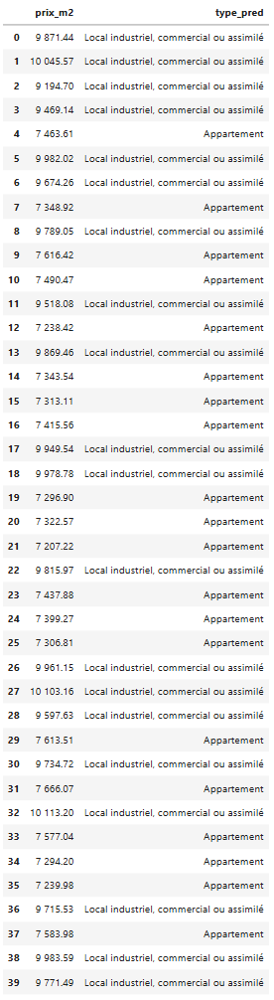 prix_m2 type_pred
0 9 871.44 Local industriel, commercial ou assimilé
1 10 045.57 Local industriel, commercial ou assimilé
2 9 194.70 Local industriel, commercial ou assimilé
3 9 469.14 Local industriel, commercial ou assimilé
4 7 463.61 Appartement
5 9 982.02 Local industriel, commercial ou assimilé
6 9 674.26 Local industriel, commercial ou assimilé
7 7 348.92 Appartement
8 9 789.05 Local industriel, commercial ou assimilé
9 7 616.42 Appartement
10 7 490.47 Appartement
11 9 518.08 Local industriel, commercial ou assimilé
12 7 238.42 Appartement
13 9 869.46 Local industriel, commercial ou assimilé
14 7 343.54 Appartement
15 7 313.11 Appartement
16 7 415.56 Appartement
17 9 949.54 Local industriel, commercial ou assimilé
18 9 978.78 Local industriel, commercial ou assimilé
19 7 296.90 Appartement
20 7 322.57 Appartement
21 7 207.22 Appartement
22 9 815.97 Local industriel, commercial ou assimilé
23 7 437.88 Appartement
24 7 399.27 Appartement
25 7 306.81 Appartement
26 9 961.15 Local industriel, commercial ou assimilé
27 10 103.16 Local industriel, commercial ou assimilé
28 9 597.63 Local industriel, commercial ou assimilé
29 7 613.51 Appartement
30 9 734.72 Local industriel, commercial ou assimilé
31 7 666.07 Appartement
32 10 113.20 Local industriel, commercial ou assimilé
33 7 577.04 Appartement
34 7 294.20 Appartement
35 7 239.98 Appartement
36 9 715.53 Local industriel, commercial ou assimilé
37 7 583.98 Appartement
38 9 983.59 Local industriel, commercial ou assimilé
39 9 771.49 Local industriel, commercial ou assimilé